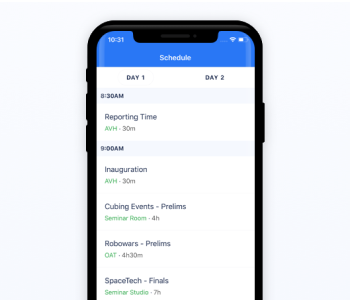 10:31
Schedule
DAY 1 DAY 2
8:30AM
Reporting Time
AVH · 30m
9:00AM
Inauguration
AVH · 30m
Cubing Events - Prelims
Seminar Room · 4h
Robowars - Prelims
OAT · 4h30m
SpaceTech - Finals
Seminar Studio · 7h